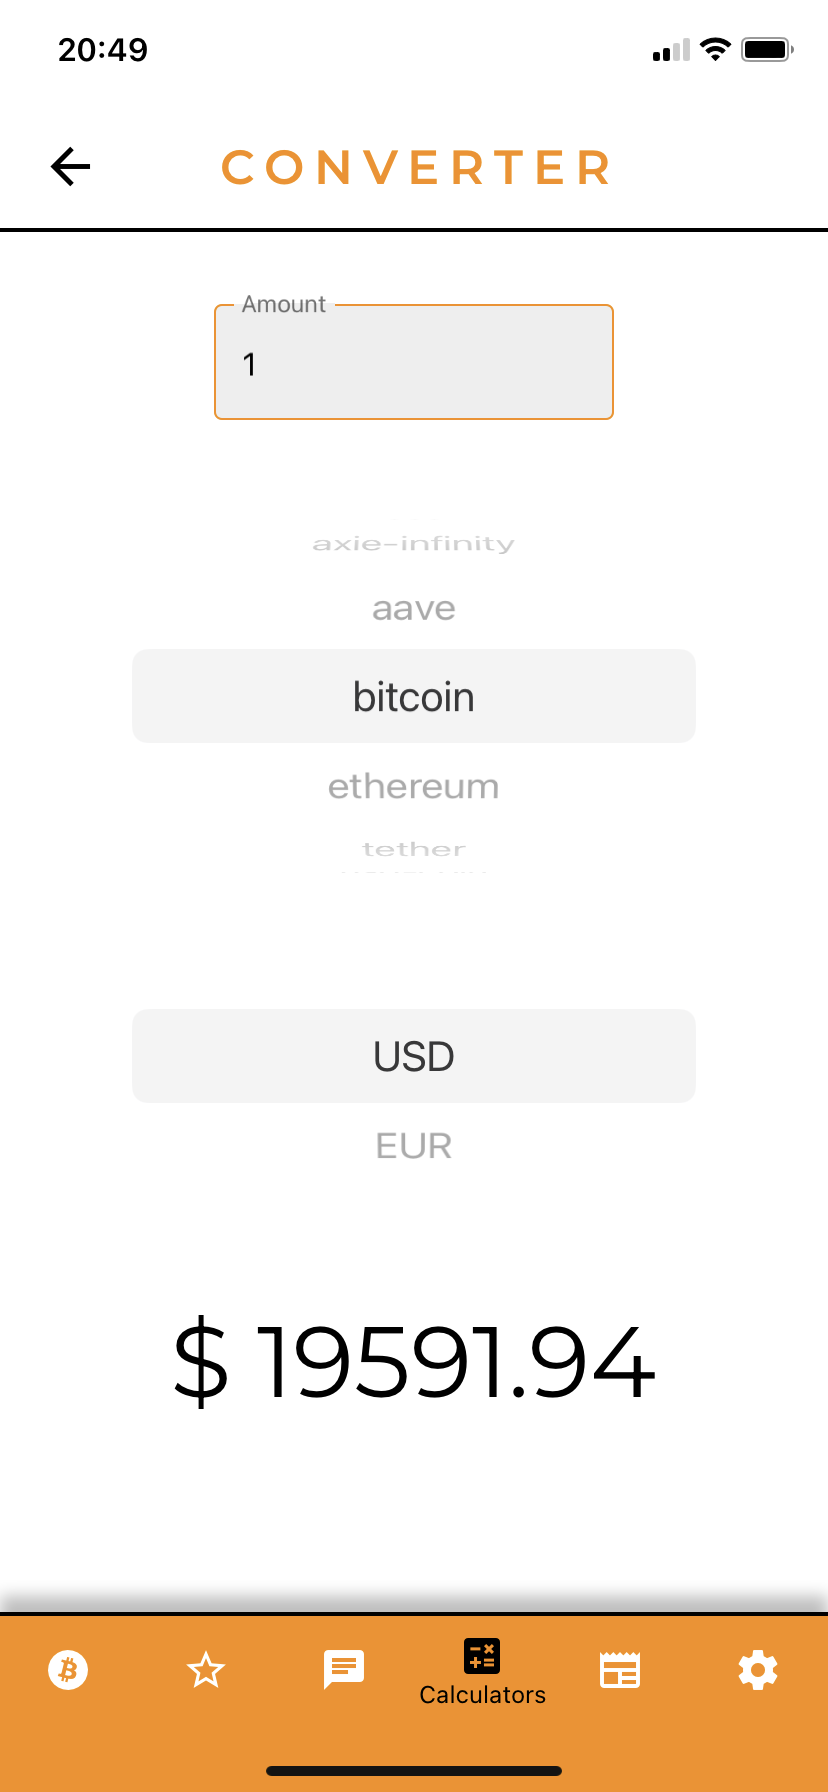 20:49
CONVERTER
Amount
1
axie-infinity
aave
bitcoin
ethereum
tether
USD
EUR
$ 19591.94
Calculators